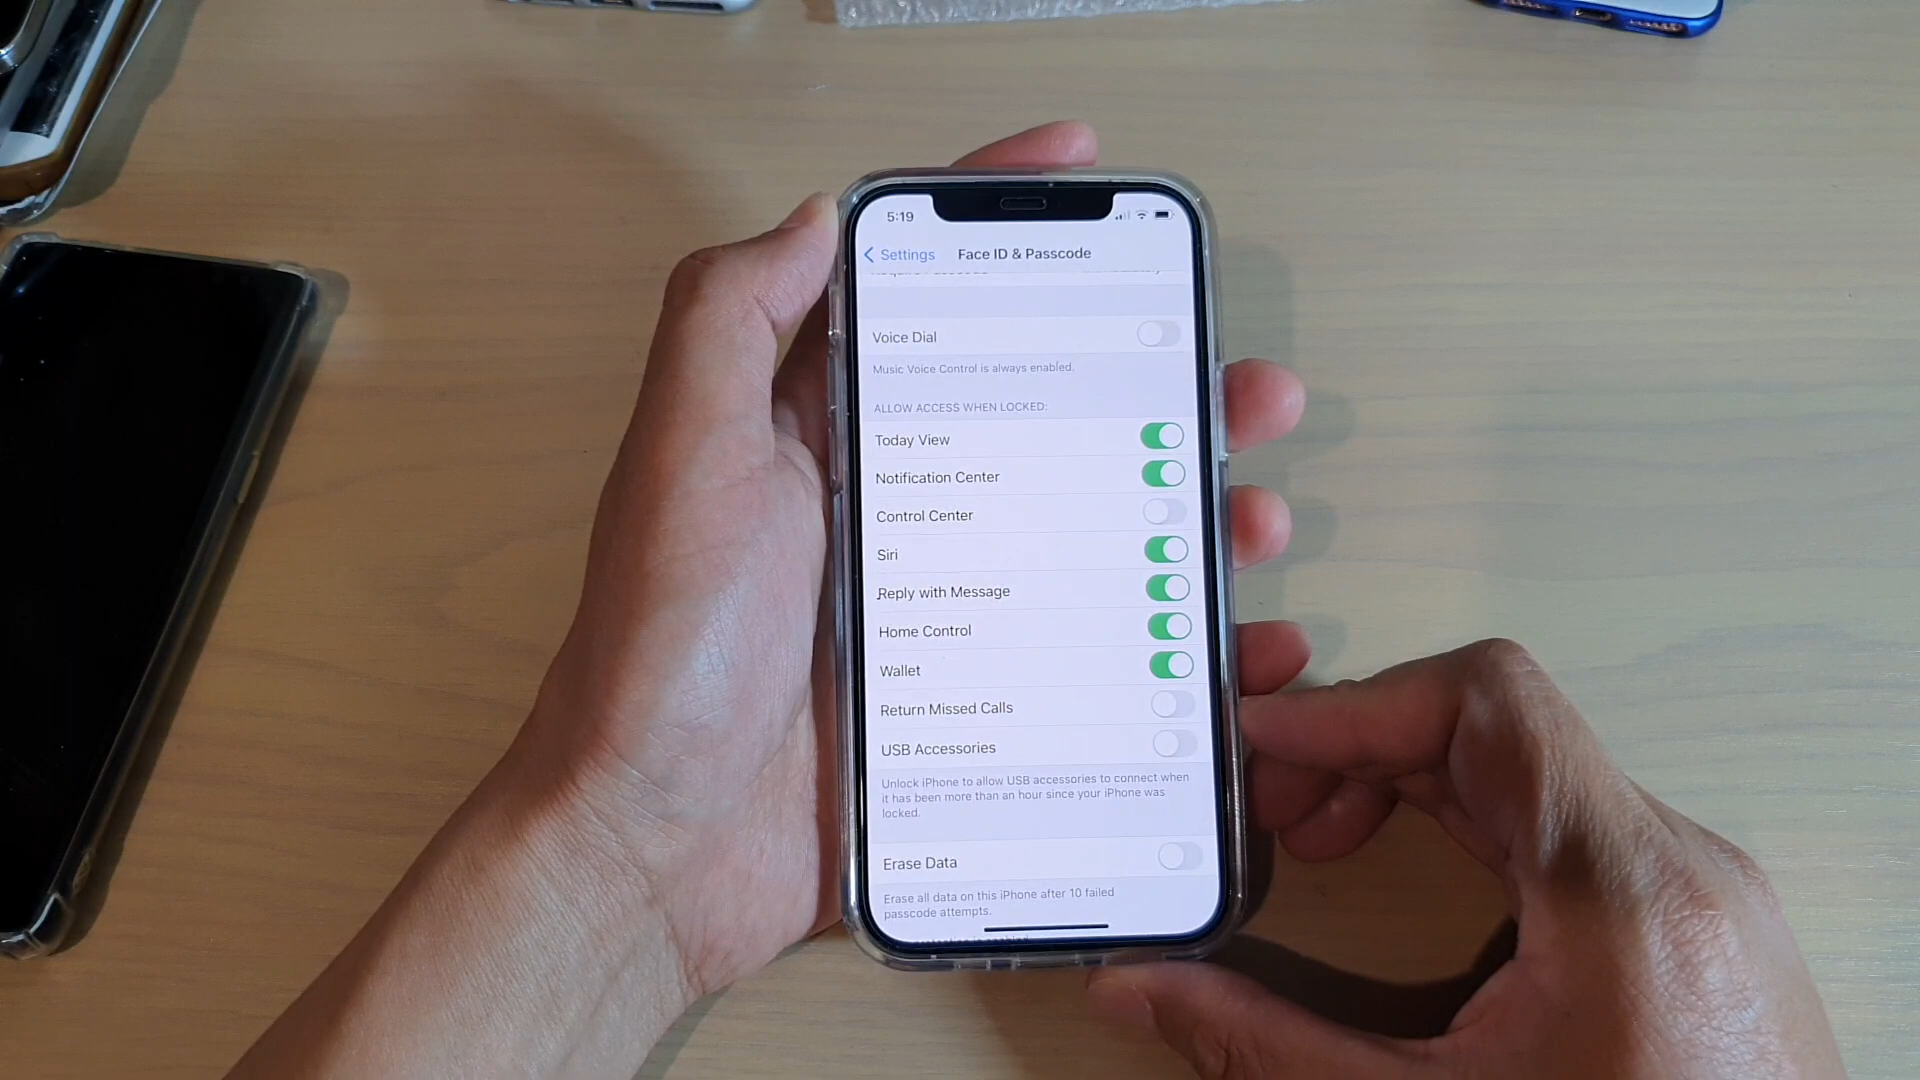 5:19
Settings Face ID & Passcode
Voice Dial
Music Voice Control is always enabled.
ALLOW ACCESS WHEN LOCKED:
Today View
Notification Center
Control Center
Siri
Reply with Message
Home Control
Wallet
Return Missed Calls
USB Accessories
Unlock iPhone to allow USB accessories to connect when
it has been more than an hour since your iPhone was
locked.
Erase Data
Erase all data on this iPhone after 10 failed
passcode attempts.